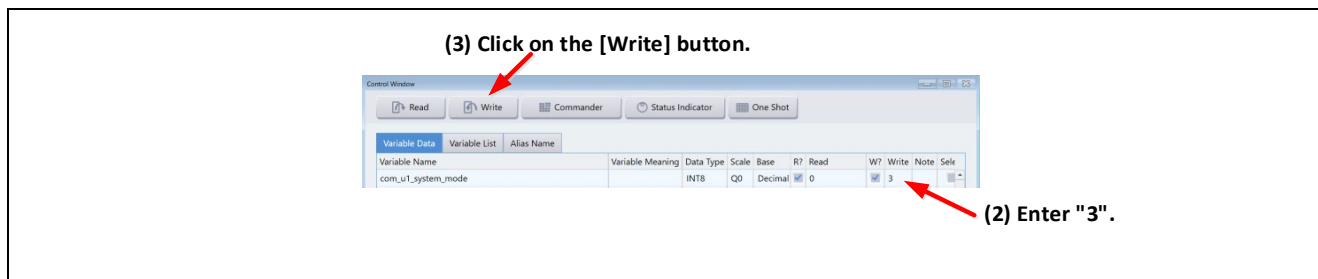 (3) Click on the [Write] button.
Control Window
Read Write Commander Status Indicator One Shot
Variable Data Variable List Alias Name
Variable Name Variable Meaning Data Type Scale Base R? Read W? Write Note Sele
com_u1_system_mode INT8 Q0 Decimal 0 3
(2) Enter "3".